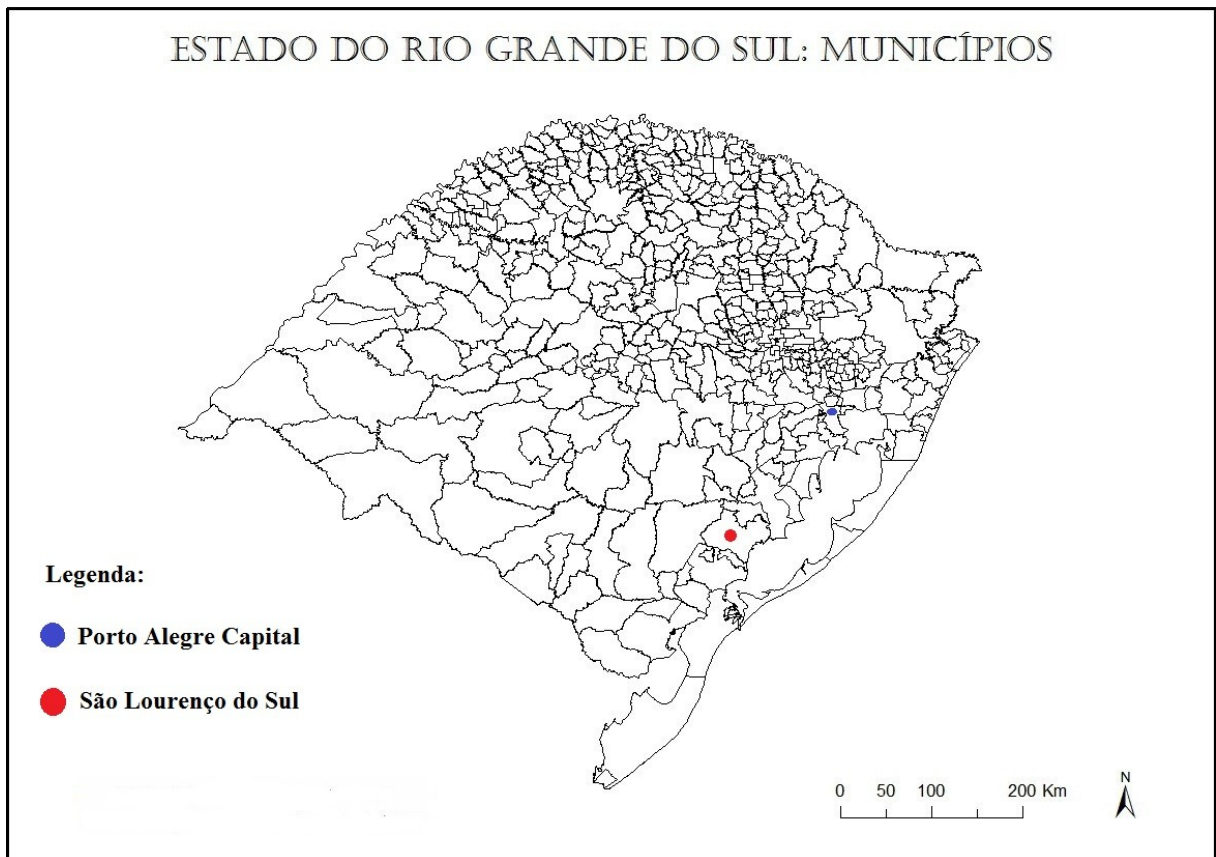 ESTADO DO RIO GRANDE DO SUL: MUNICÍPIOS
Legenda:
Porto Alegre Capital
São Lourenço do Sul
0 50 100 200 Km
N